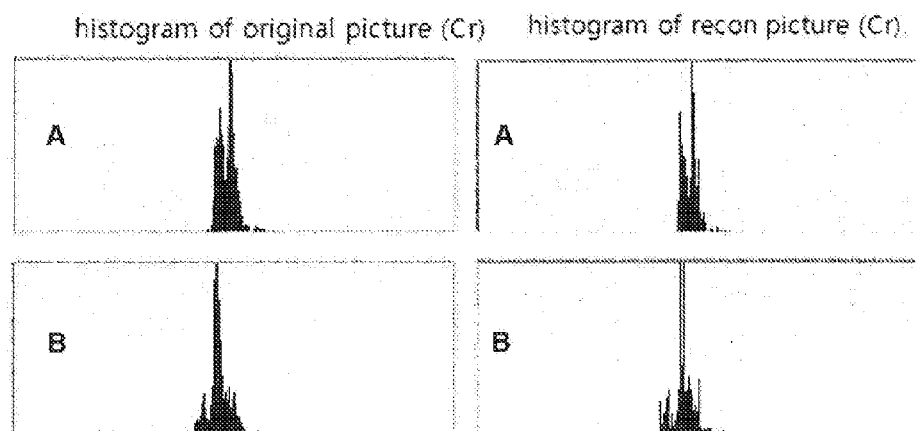 histogram of original picture (Cr) histogram of recon picture (Cr)
A A
B B